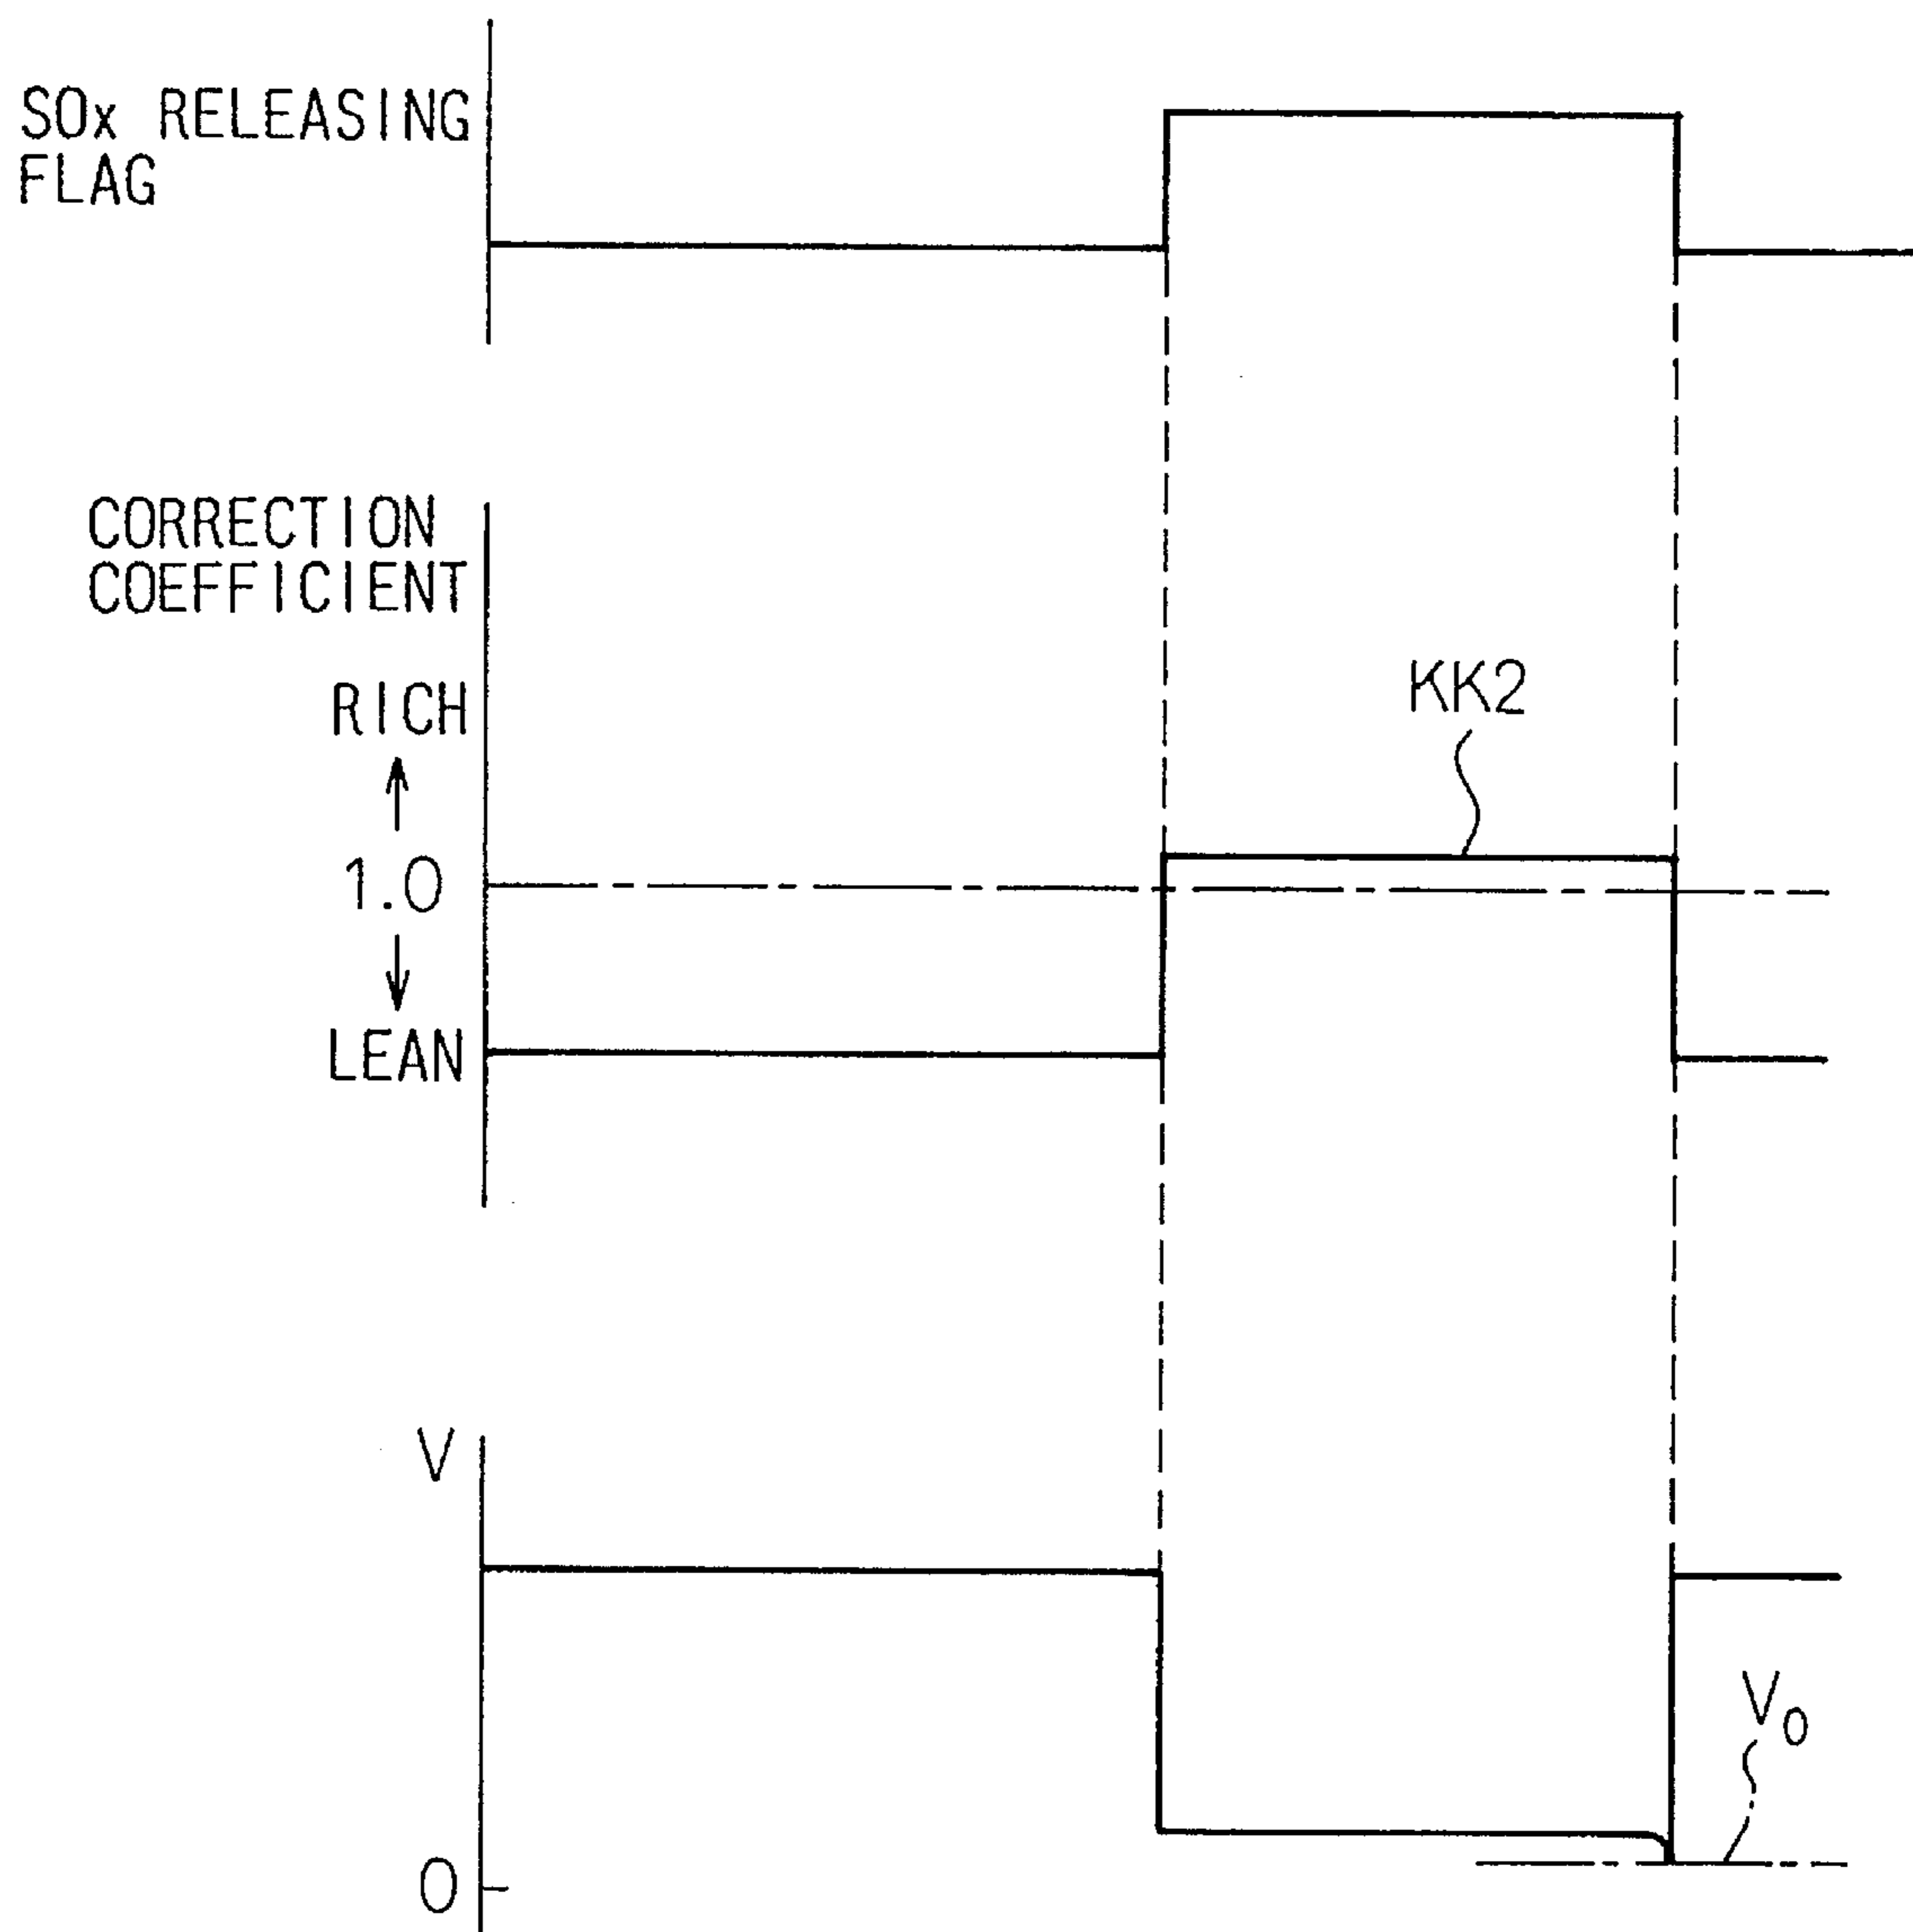 SOx RELEASING
FLAG
CORRECTION
COEFFICIENT
RICH
KK2
1.0
LEAN
V
V0
0